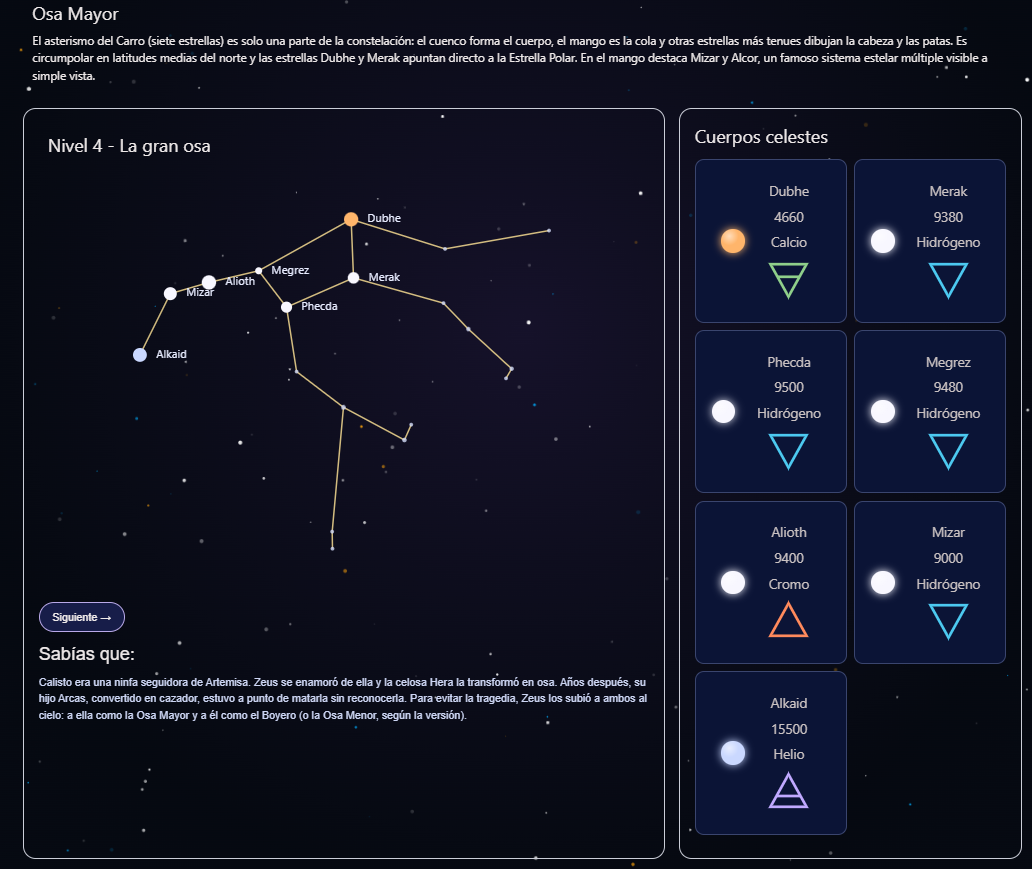 Osa Mayor
El asterismo del Carro (siete estrellas) es solo una parte de la constelación: el cuenco forma el cuerpo, el mango es la cola y otras estrellas más tenues dibujan la cabeza y las patas. Es
circumpolar en latitudes medias del norte y las estrellas Dubhe y Merak apuntan directo a la Estrella Polar. En el mango destaca Mizar y Alcor, un famoso sistema estelar múltiple visible a
simple vista.
Nivel 4 - La gran osa
Dubhe
Megrez
Merak
Alioth
Mizar
Phecda
Alkaid
Siguiente →
Sabías que:
Calisto era una ninfa seguidora de Artemisa. Zeus se enamoró de ella y la celosa Hera la transformó en osa. Años después, su
hijo Arcas, convertido en cazador, estuvo a punto de matarla sin reconocerla. Para evitar la tragedia, Zeus los subió a ambos al
cielo: a ella como la Osa Mayor y a él como el Boyero (o la Osa Menor, según la versión).
Cuerpos celestes
Dubhe
4660
Calcio
Merak
9380
Hidrógeno
Phecda
9500
Hidrógeno
Megrez
9480
Hidrógeno
Alioth
9400
Cromo
Mizar
9000
Hidrógeno
Alkaid
15500
Helio